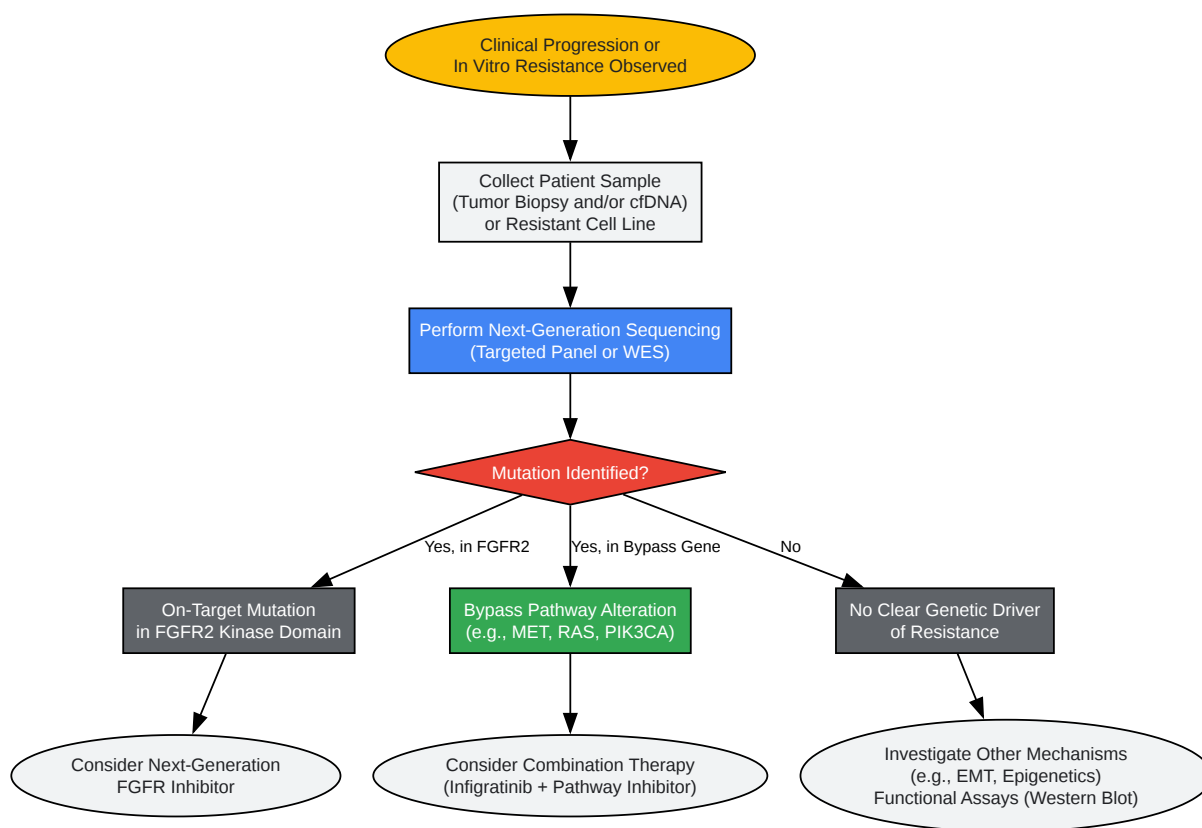 Clinical Progression or
In Vitro Resistance Observed
Collect Patient Sample
(Tumor Biopsy and/or cfDNA)
or Resistant Cell Line
Perform Next-Generation Sequencing
(Targeted Panel or WES)
Mutation Identified?
Yes, in FGFR2
Yes, in Bypass Gene
No
On-Target Mutation
in FGFR2 Kinase Domain
Bypass Pathway Alteration
(e.g., MET, RAS, PIK3CA)
No Clear Genetic Driver
of Resistance
Consider Next-Generation
FGFR Inhibitor
Consider Combination Therapy
(Infigratinib + Pathway Inhibitor)
Investigate Other Mechanisms
(e.g., EMT, Epigenetics)
Functional Assays (Western Blot)